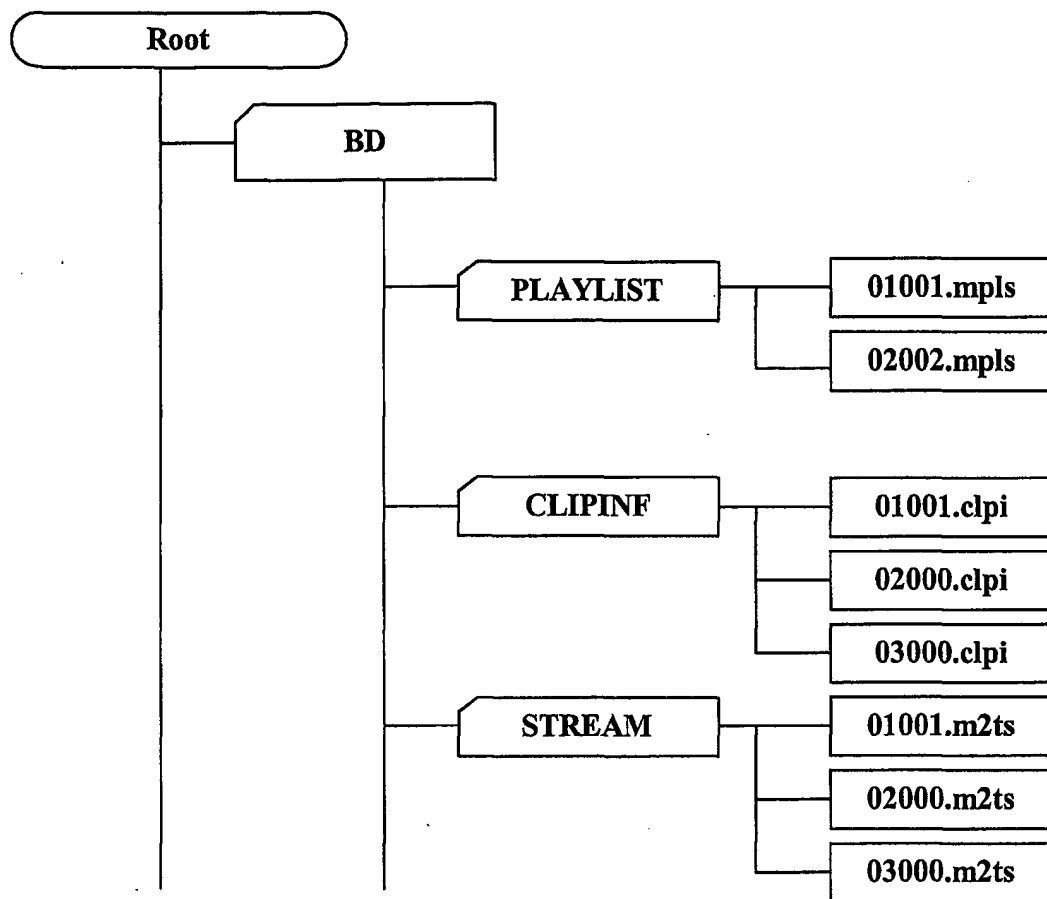 Root
BD
PLAYLIST
01001.mpls
02002.mpls
CLIPINF
01001.clpi
02000.clpi
03000.clpi
STREAM
01001.m2ts
02000.m2ts
03000.m2ts